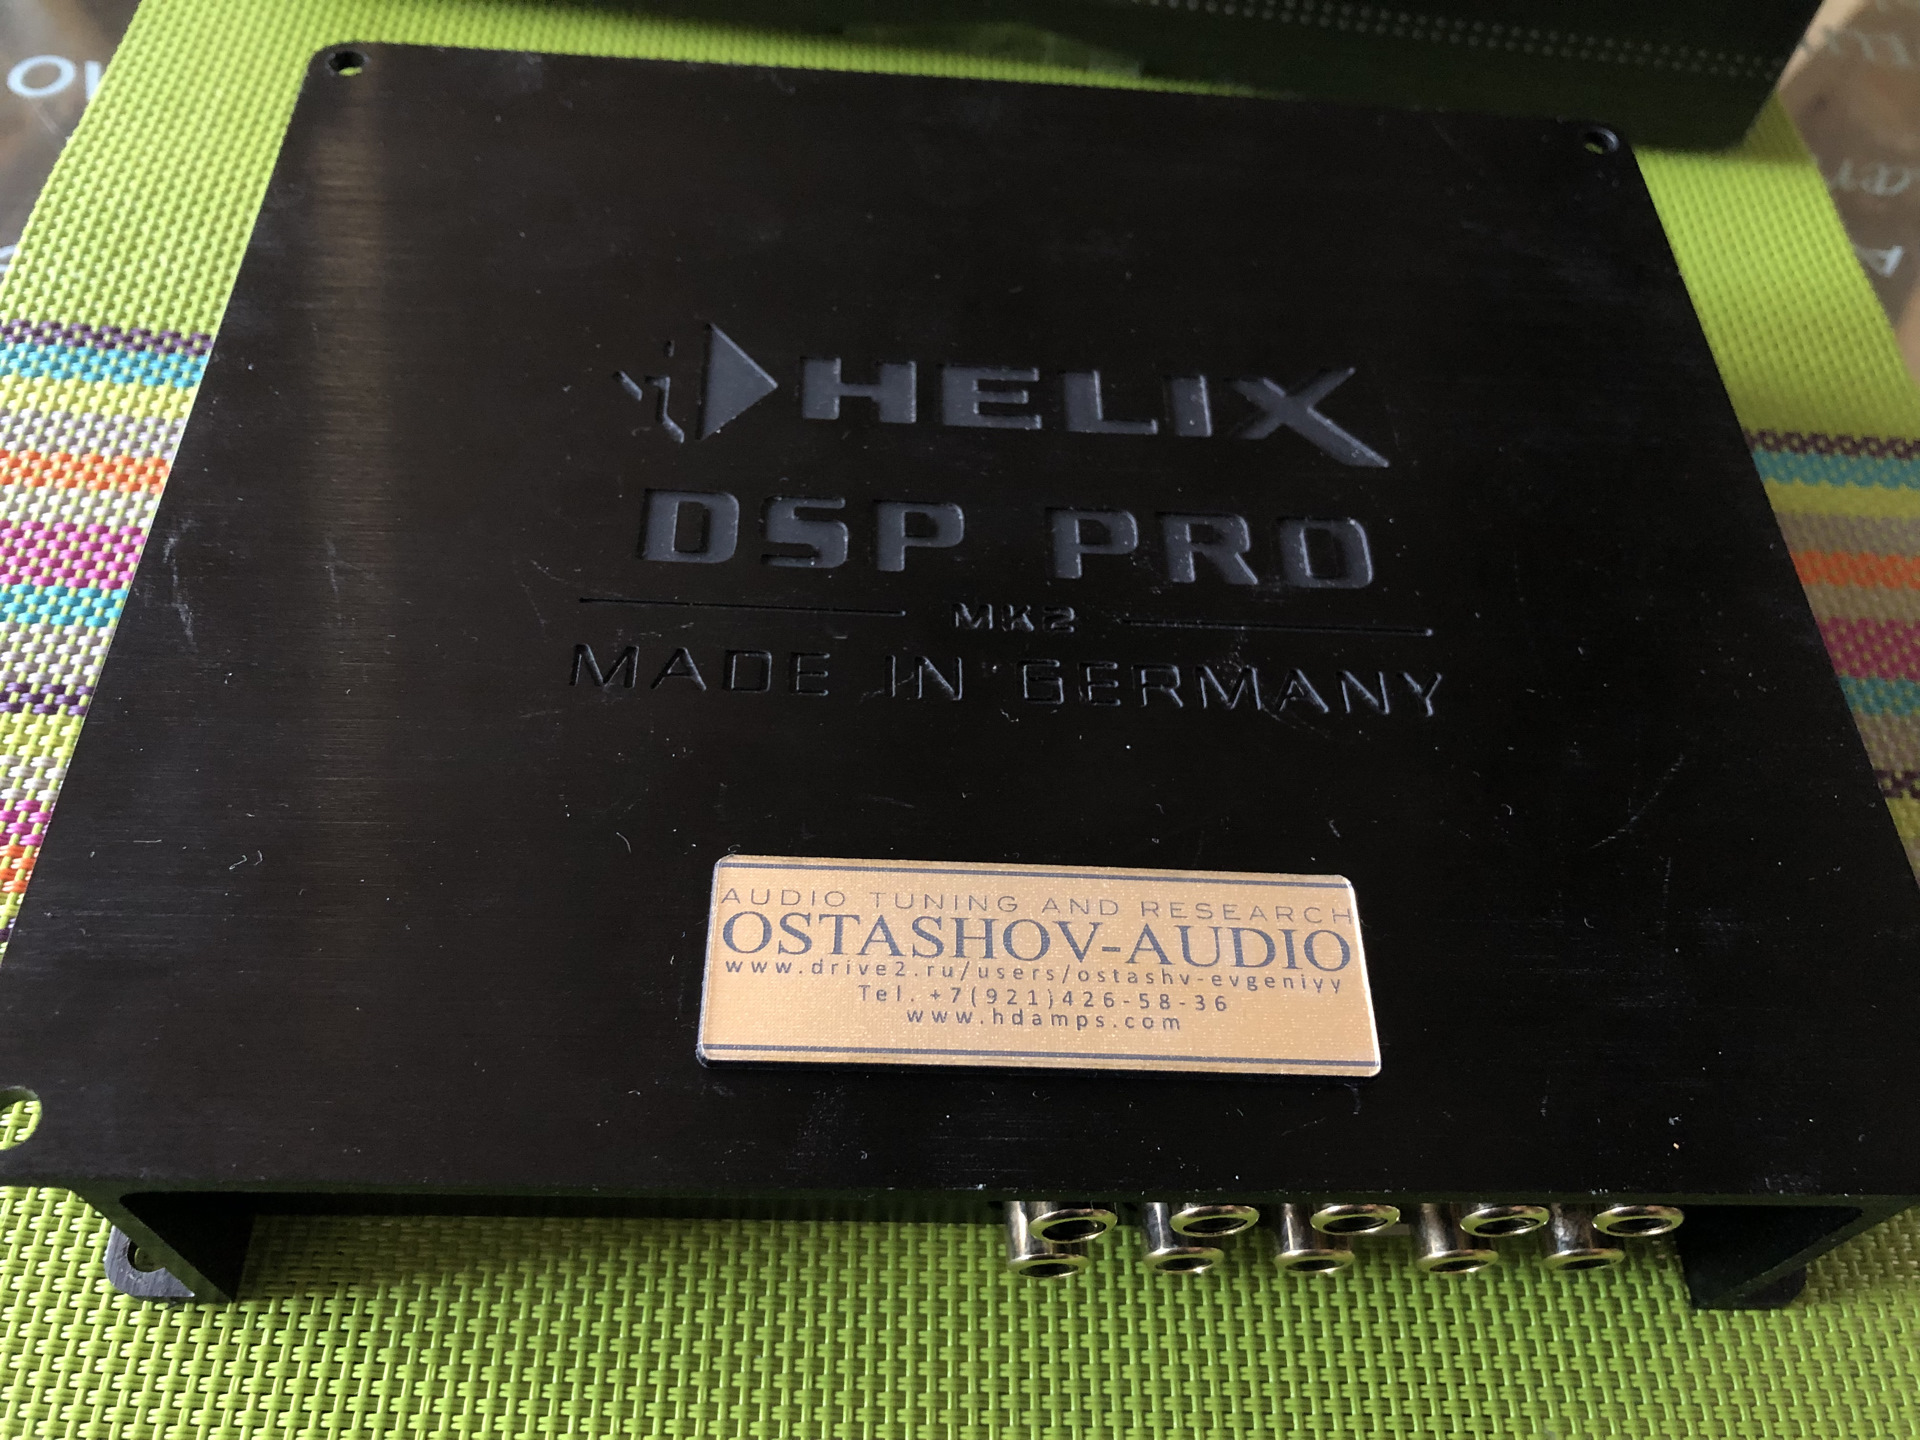 HELIX
DSP PRO
MK2
MADE IN GERMANY
AUDIO TUNING AND RESEARCH
OSTASHOV-AUDIO
www.drive2.ru/users/ostashv-evgeniyy
Tel. +7(921)426-58-36
www.hdamps.com